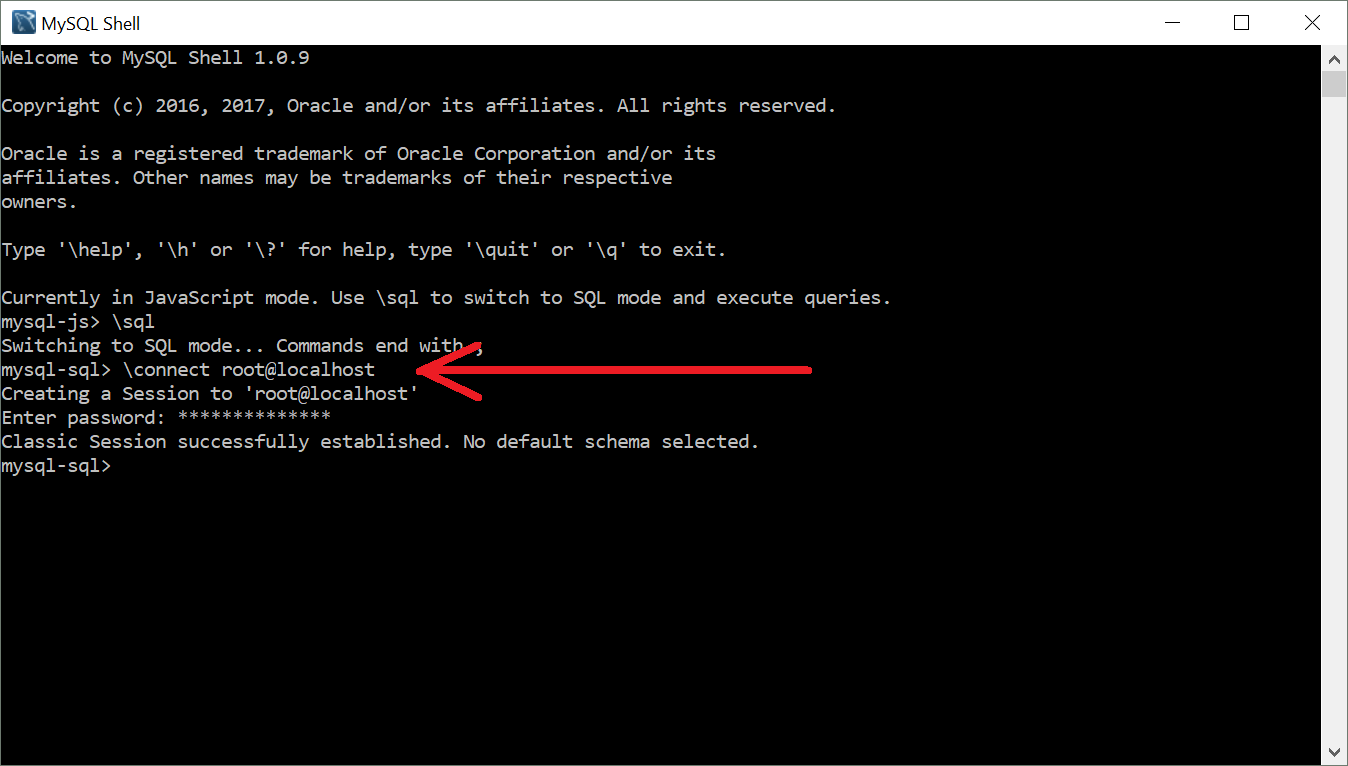 MySQL Shell
Welcome to MySQL Shell 1.0.9
Copyright (c) 2016, 2017, Oracle and/or its affiliates. All rights reserved.
Oracle is a registered trademark of Oracle Corporation and/or its
affiliates. Other names may be trademarks of their respective
owners.
Type '\help', '\h' or '\?' for help, type '\quit' or '\q' to exit.
Currently in JavaScript mode. Use \sql to switch to SQL mode and execute queries.
mysql-js> \sql
Switching to SQL mode... Commands end with ;
mysql-sql> \connect root@localhost
Creating a Session to 'root@localhost'
Enter password: **************
Classic Session successfully established. No default schema selected.
mysql-sql>